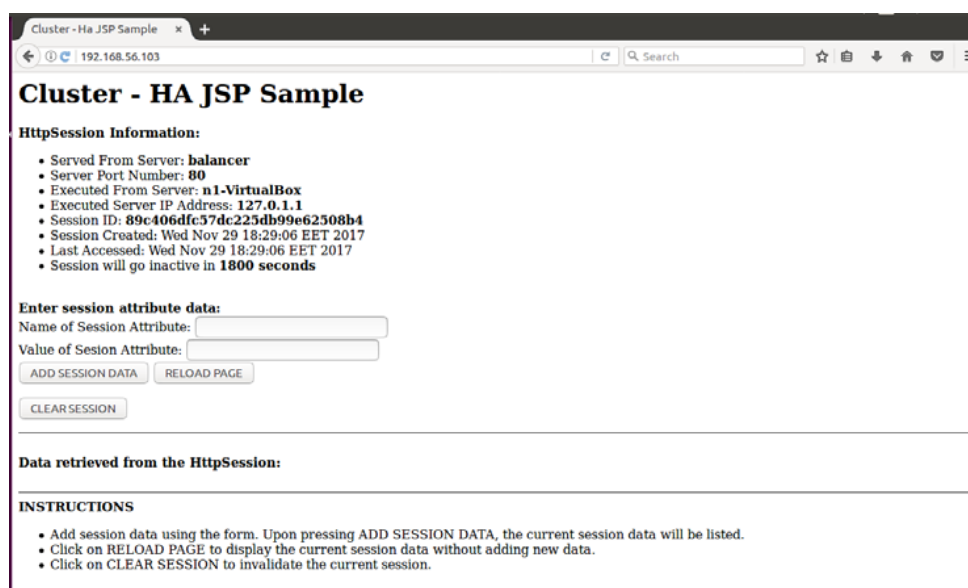 Cluster - Ha JSP Sample
192.168.56.103
Search
Cluster - HA JSP Sample
HttpSession Information:
• Served From Server: balancer
• Server Port Number: 80
• Executed From Server: n1-VirtualBox
• Executed Server IP Address: 127.0.1.1
• Session ID: 89c406dfc57dc225db99e62508b4
• Session Created: Wed Nov 29 18:29:06 EET 2017
• Last Accessed: Wed Nov 29 18:29:06 EET 2017
• Session will go inactive in 1800 seconds
Enter session attribute data:
Name of Session Attribute:
Value of Sesion Attribute:
ADD SESSION DATA RELOAD PAGE
CLEAR SESSION
Data retrieved from the HttpSession:
INSTRUCTIONS
• Add session data using the form. Upon pressing ADD SESSION DATA, the current session data will be listed.
• Click on RELOAD PAGE to display the current session data without adding new data.
• Click on CLEAR SESSION to invalidate the current session.